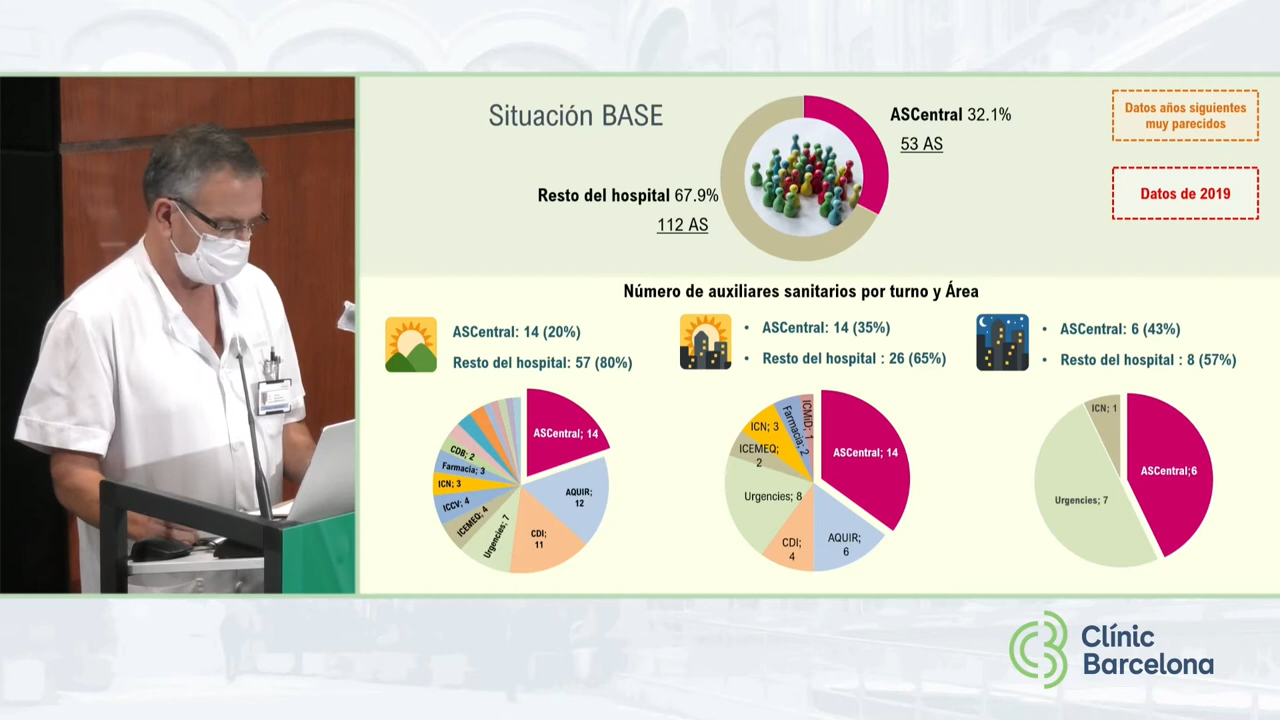 Situación BASE
ASCentral 32.1%
53 AS
Resto del hospital 67.9%
112 AS
Datos años siguientes
muy parecidos
Datos de 2019
Número de auxiliares sanitarios por turno y Área
ASCentral: 14 (20%)
Resto del hospital: 57 (80%)
• ASCentral: 14 (35%)
• Resto del hospital : 26 (65%)
• ASCentral: 6 (43%)
• Resto del hospital : 8 (57%)
ASCentral; 14
AQUIR;
12
CDI;
11
Urgencies; 7
ICEMEQ; 4
ICCV; 4
ICN; 3
Farmacia; 3
CDB; 2
ASCentral; 14
AQUIR;
6
CDI;
4
Urgencies; 8
ICEMEQ;
2
ICN; 3
Farmacia; 2
ICMiD; 1
ASCentral;6
Urgencies; 7
ICN; 1
Clínic
Barcelona